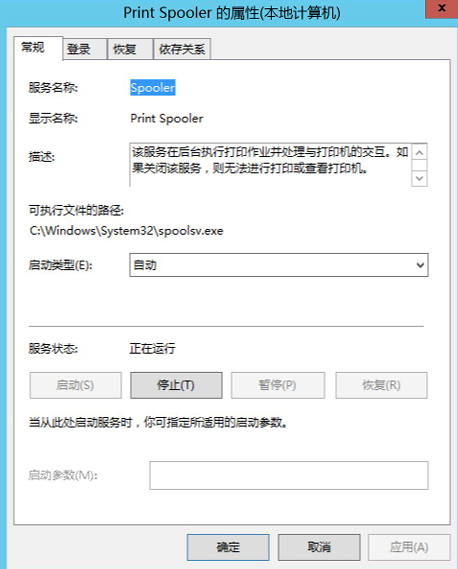 Print Spooler 的属性(本地计算机)
x
常规 登录 恢复 依存关系
服务名称: Spooler
显示名称: Print Spooler
描述: 该服务在后台执行打印作业并处理与打印机的交互。如
果关闭该服务，则无法进行打印或查看打印机。
可执行文件的路径:
C:\Windows\System32\spoolsv.exe
启动类型(E): 自动
服务状态: 正在运行
启动(S) 停止(T) 暂停(P) 恢复(R)
当从此处启动服务时，你可指定所适用的启动参数。
启动参数(M):
确定 取消 应用(A)